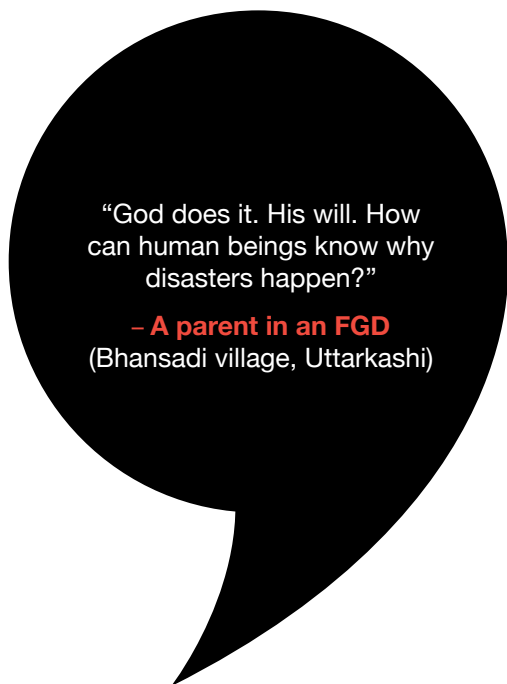 “God does it. His will. How
can human beings know why
disasters happen?”
– A parent in an FGD
(Bhansadi village, Uttarkashi)